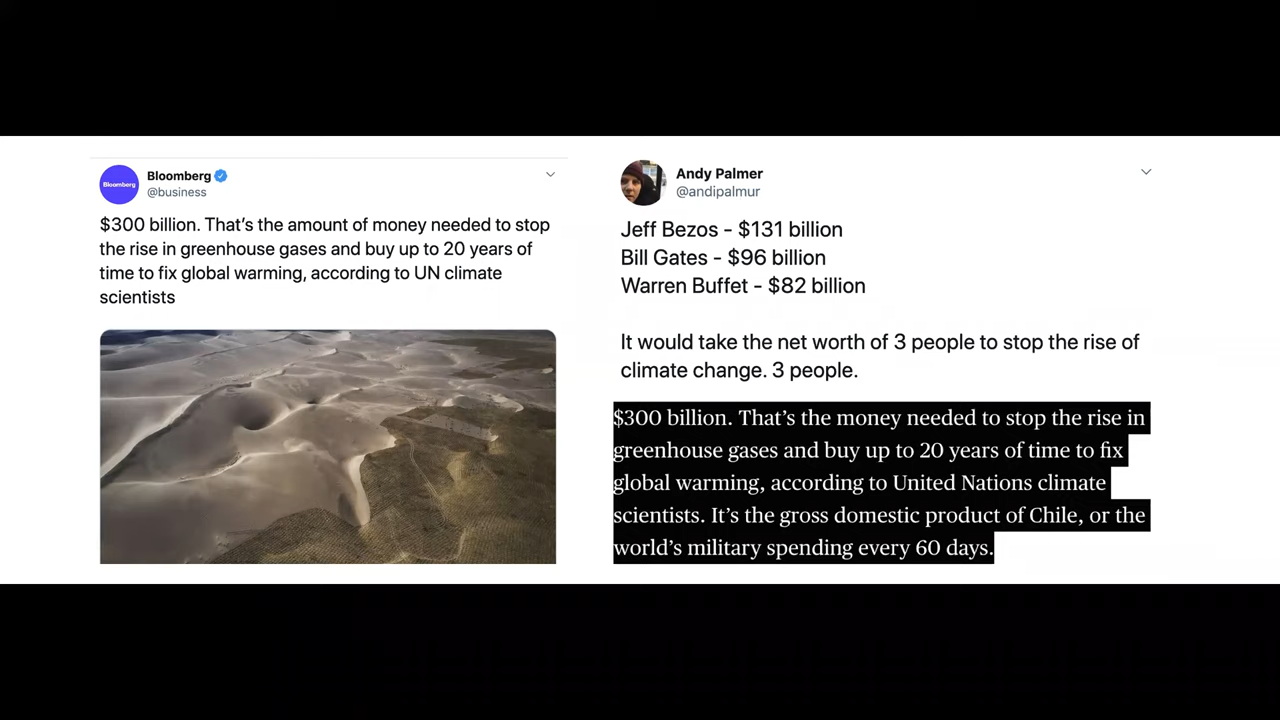 Bloomberg
Bloomberg
@business
$300 billion. That's the amount of money needed to stop
the rise in greenhouse gases and buy up to 20 years of
time to fix global warming, according to UN climate
scientists
Andy Palmer
@andipalmur
Jeff Bezos - $131 billion
Bill Gates - $96 billion
Warren Buffet - $82 billion
It would take the net worth of 3 people to stop the rise of
climate change. 3 people.
$300 billion. That's the money needed to stop the rise in
greenhouse gases and buy up to 20 years of time to fix
global warming, according to United Nations climate
scientists. It's the gross domestic product of Chile, or the
world's military spending every 60 days.